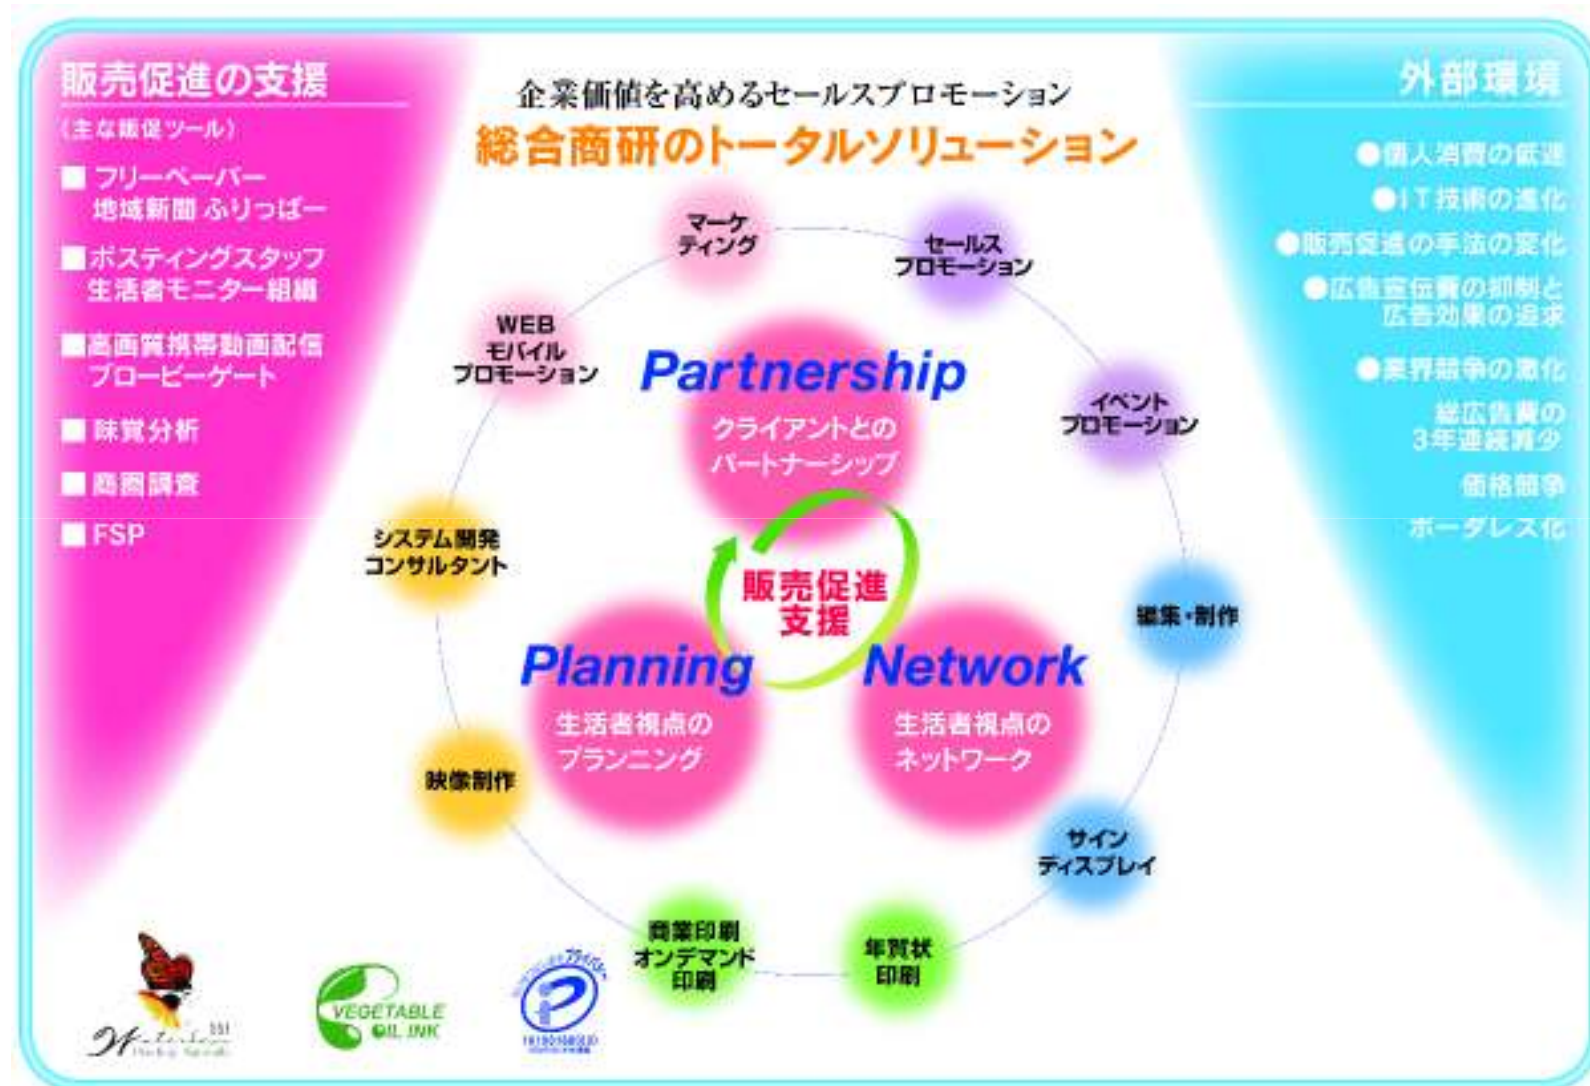 販売促進の支援
(主な販促ツール)
■ フリーペーパー
地域新聞 ふりっぱー
■ ポスティングスタッフ
生活者モニター組織
■ 高画質携帯動画配信
プロービーゲート
■ 味覚分析
■ 商圏調査
■ FSP
企業価値を高めるセールスプロモーション
総合商研のトータルソリューション
マーケ
ティング
セールス
プロモーション
WEB
モバイル
プロモーション
イベント
プロモーション
システム開発
コンサルタント
編集・制作
映像制作
サイン
ディスプレイ
商業印刷
オンデマンド
印刷
年賀状
印刷
Partnership
クライアントとの
パートナーシップ
販売促進
支援
Planning
生活者視点の
プランニング
Network
生活者視点の
ネットワーク
外部環境
●個人消費の低迷
●IT技術の進化
●販売促進の手法の変化
●広告宣伝費の抑制と
広告効果の追求
●業界競争の激化
総広告費の
3年連続減少
価格競争
ボーダレス化
VEGETABLE
OIL INK